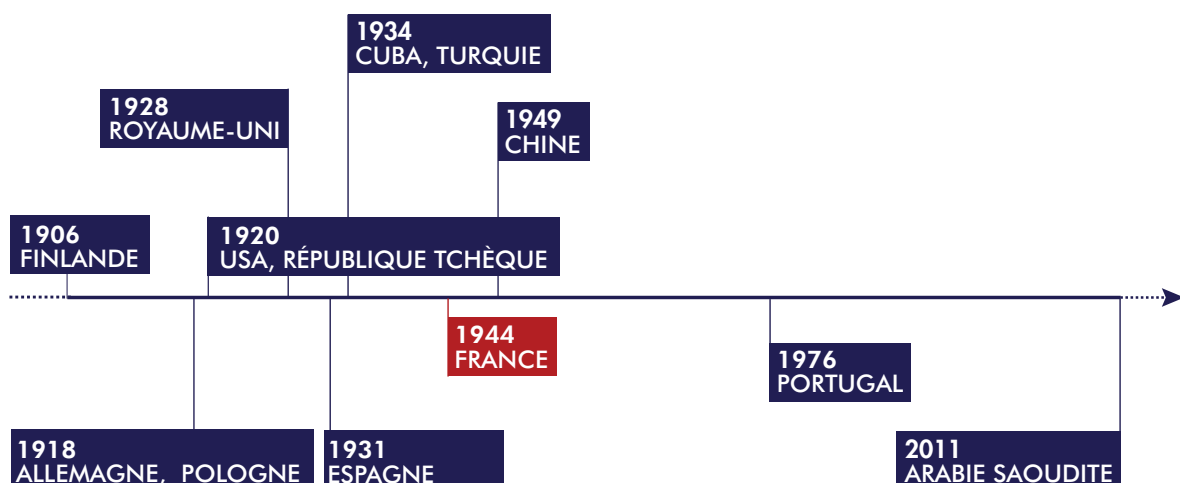 1934
CUBA, TURQUIE
1928
ROYAUME-UNI
1949
CHINE
1906
FINLANDE
1920
USA, RÉPUBLIQUE TCHÈQUE
1944
FRANCE
1976
PORTUGAL
1918
ALLEMAGNE, POLOGNE
1931
ESPAGNE
2011
ARABIE SAOUDITE